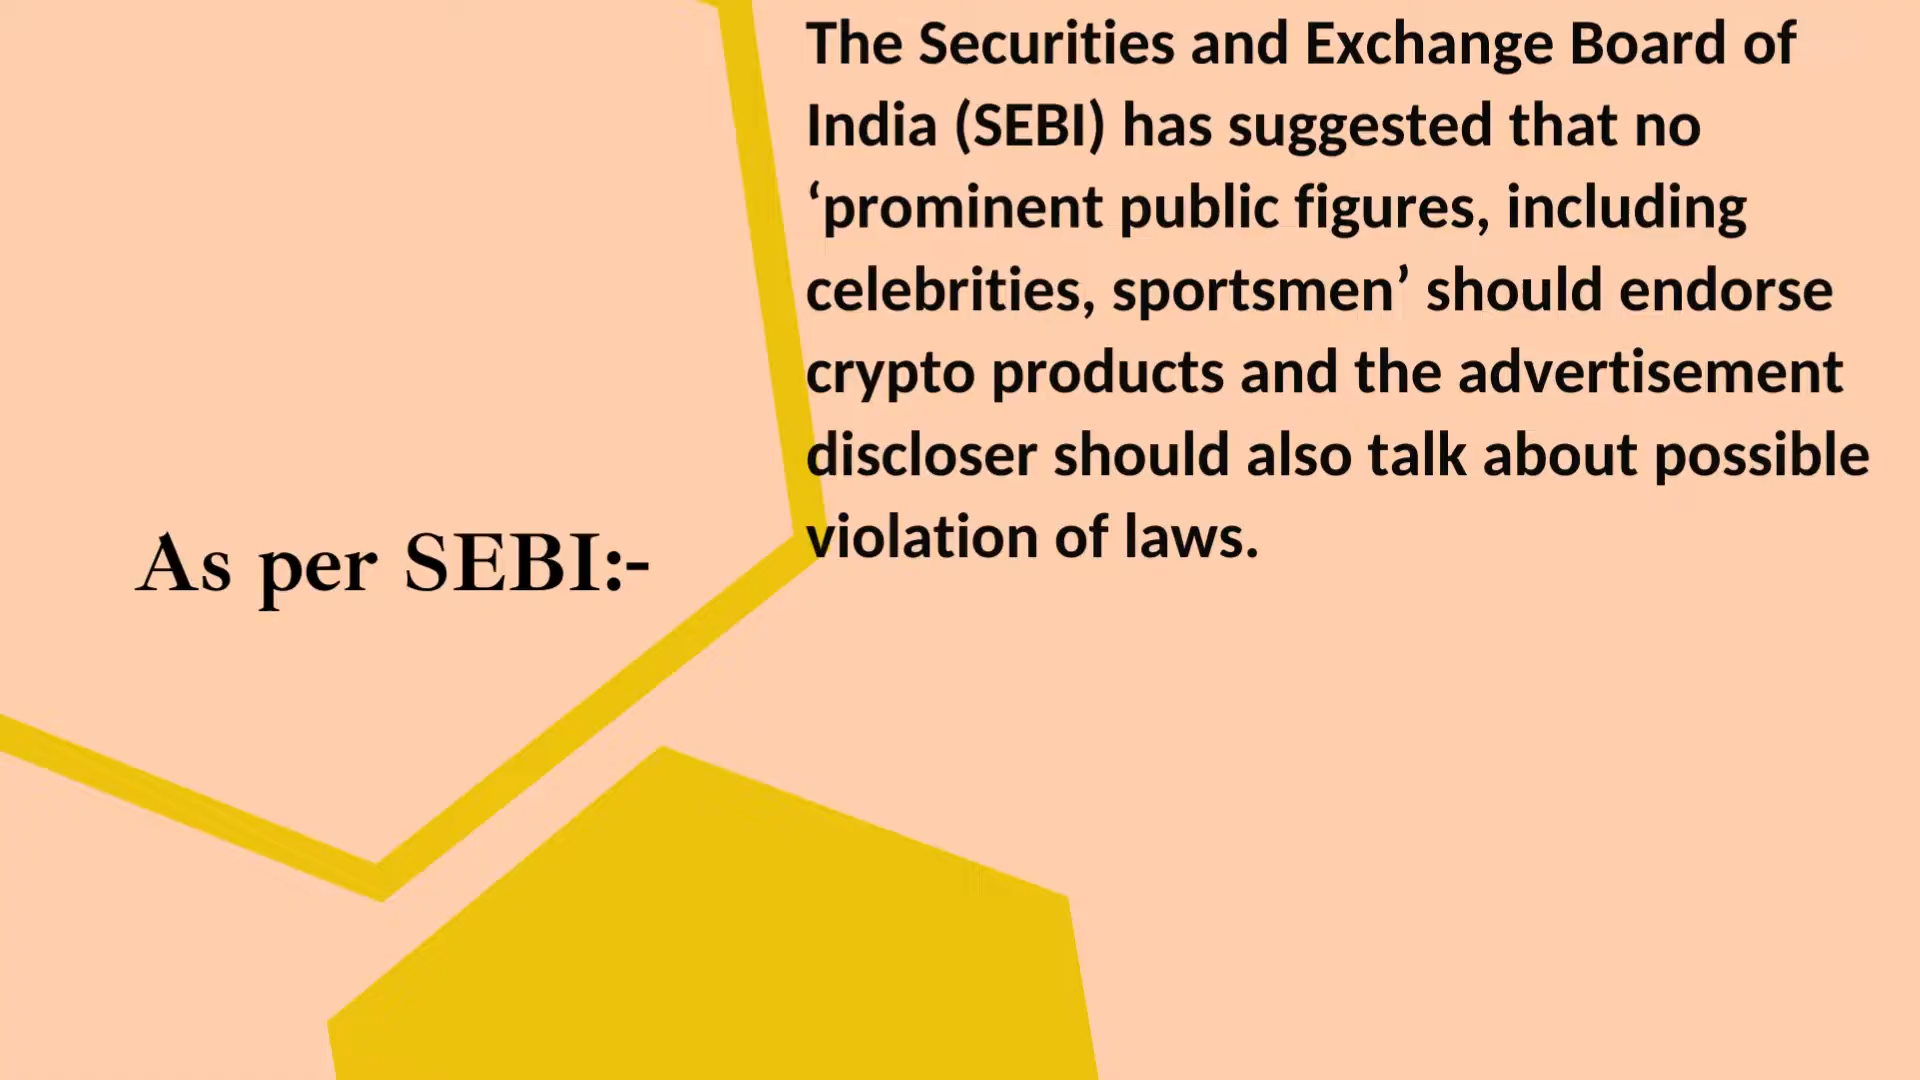 The Securities and Exchange Board of
India (SEBI) has suggested that no
‘prominent public figures, including
celebrities, sportsmen’ should endorse
crypto products and the advertisement
discloser should also talk about possible
violation of laws.
As per SEBI:-